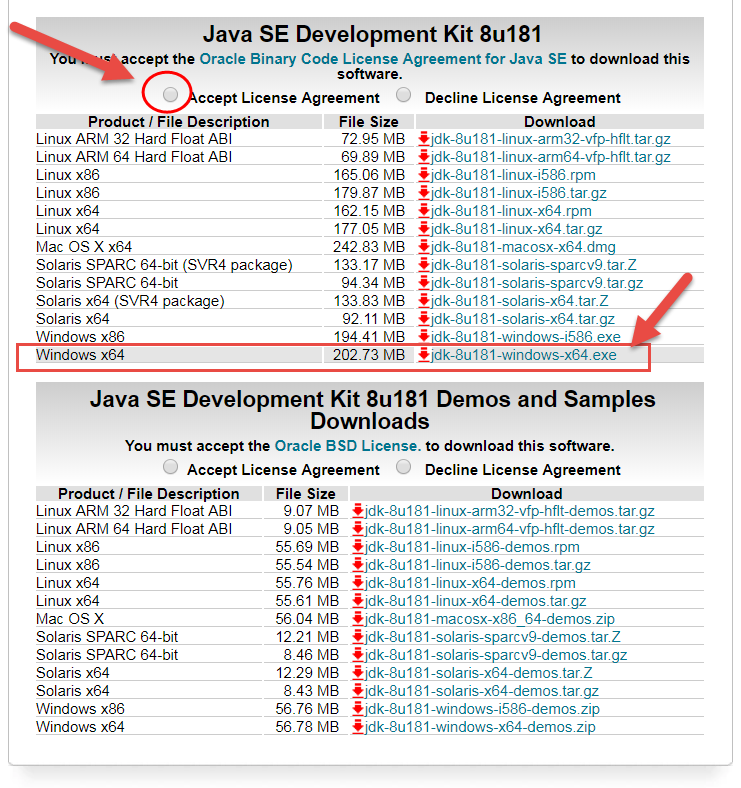 Java SE Development Kit 8u181
You must accept the Oracle Binary Code License Agreement for Java SE to download this
software.
Accept License Agreement Decline License Agreement
Product / File Description File Size Download
Linux ARM 32 Hard Float ABI 72.95 MB jdk-8u181-linux-arm32-vfp-hflt.tar.gz
Linux ARM 64 Hard Float ABI 69.89 MB jdk-8u181-linux-arm64-vfp-hflt.tar.gz
Linux x86 165.06 MB jdk-8u181-linux-i586.rpm
Linux x86 179.87 MB jdk-8u181-linux-i586.tar.gz
Linux x64 162.15 MB jdk-8u181-linux-x64.rpm
Linux x64 177.05 MB jdk-8u181-linux-x64.tar.gz
Mac OS X x64 242.83 MB jdk-8u181-macosx-x64.dmg
Solaris SPARC 64-bit (SVR4 package) 133.17 MB jdk-8u181-solaris-sparcv9.tar.Z
Solaris SPARC 64-bit 94.34 MB jdk-8u181-solaris-sparcv9.tar.gz
Solaris x64 (SVR4 package) 133.83 MB jdk-8u181-solaris-x64.tar.Z
Solaris x64 92.11 MB jdk-8u181-solaris-x64.tar.gz
Windows x86 194.41 MB jdk-8u181-windows-i586.exe
Windows x64 202.73 MB jdk-8u181-windows-x64.exe
Java SE Development Kit 8u181 Demos and Samples
Downloads
You must accept the Oracle BSD License. to download this software.
Accept License Agreement Decline License Agreement
Product / File Description File Size Download
Linux ARM 32 Hard Float ABI 9.07 MB jdk-8u181-linux-arm32-vfp-hflt-demos.tar.gz
Linux ARM 64 Hard Float ABI 9.05 MB jdk-8u181-linux-arm64-vfp-hflt-demos.tar.gz
Linux x86 55.69 MB jdk-8u181-linux-i586-demos.rpm
Linux x86 55.54 MB jdk-8u181-linux-i586-demos.tar.gz
Linux x64 55.76 MB jdk-8u181-linux-x64-demos.rpm
Linux x64 55.61 MB jdk-8u181-linux-x64-demos.tar.gz
Mac OS X 56.04 MB jdk-8u181-macosx-x86_64-demos.zip
Solaris SPARC 64-bit 12.21 MB jdk-8u181-solaris-sparcv9-demos.tar.Z
Solaris SPARC 64-bit 8.46 MB jdk-8u181-solaris-sparcv9-demos.tar.gz
Solaris x64 12.29 MB jdk-8u181-solaris-x64-demos.tar.Z
Solaris x64 8.43 MB jdk-8u181-solaris-x64-demos.tar.gz
Windows x86 56.76 MB jdk-8u181-windows-i586-demos.zip
Windows x64 56.78 MB jdk-8u181-windows-x64-demos.zip